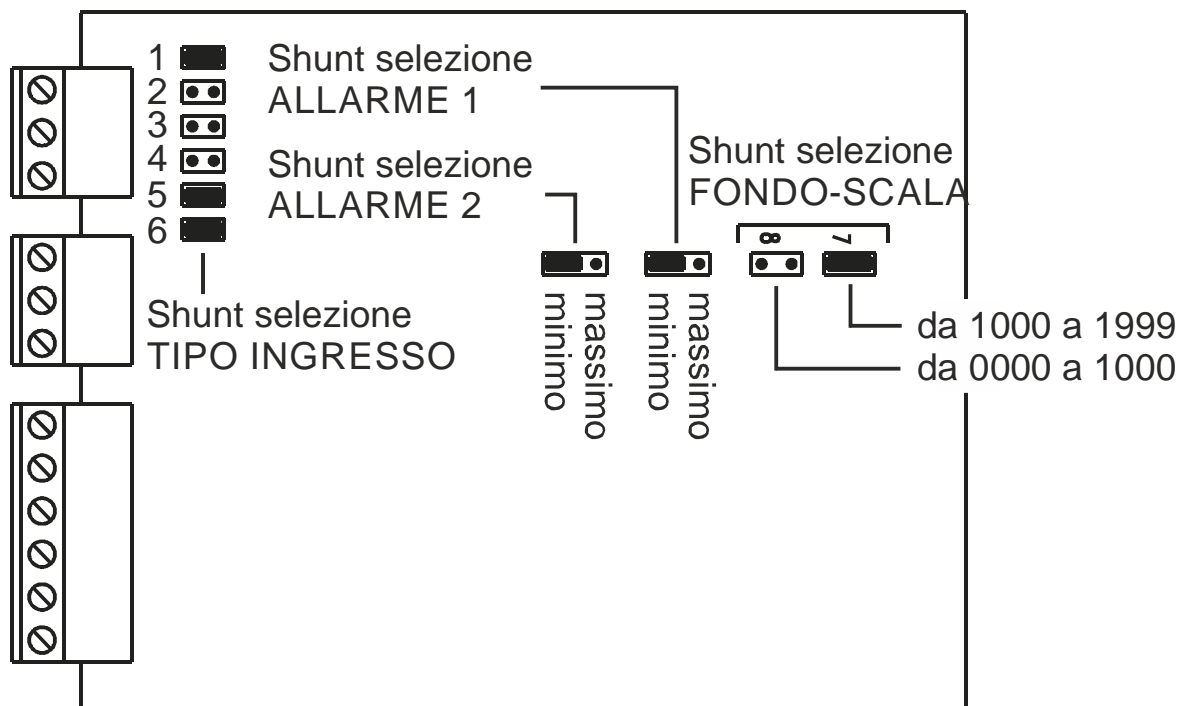 1
2
3
4
5
6
Shunt selezione
ALLARME 1
Shunt selezione
ALLARME 2
Shunt selezione
TIPO INGRESSO
Shunt selezione
FONDO-SCALA
8
7
minimo
massimo
minimo
massimo
da 1000 a 1999
da 0000 a 1000